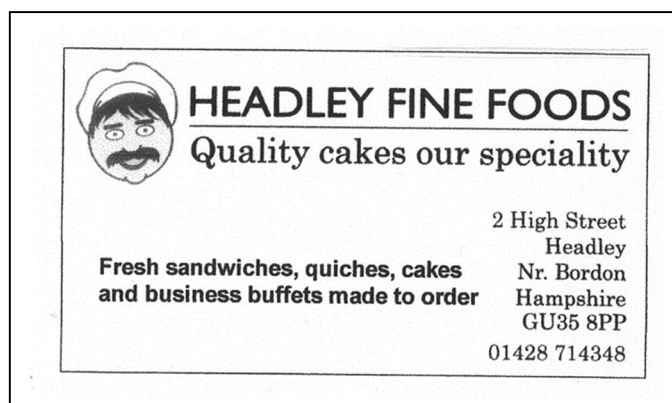 HEADLEY FINE FOODS
Quality cakes our speciality
2 High Street
Headley
Fresh sandwiches, quiches, cakes
and business buffets made to order
Nr. Bordon
Hampshire
GU35 8PP
01428 714348